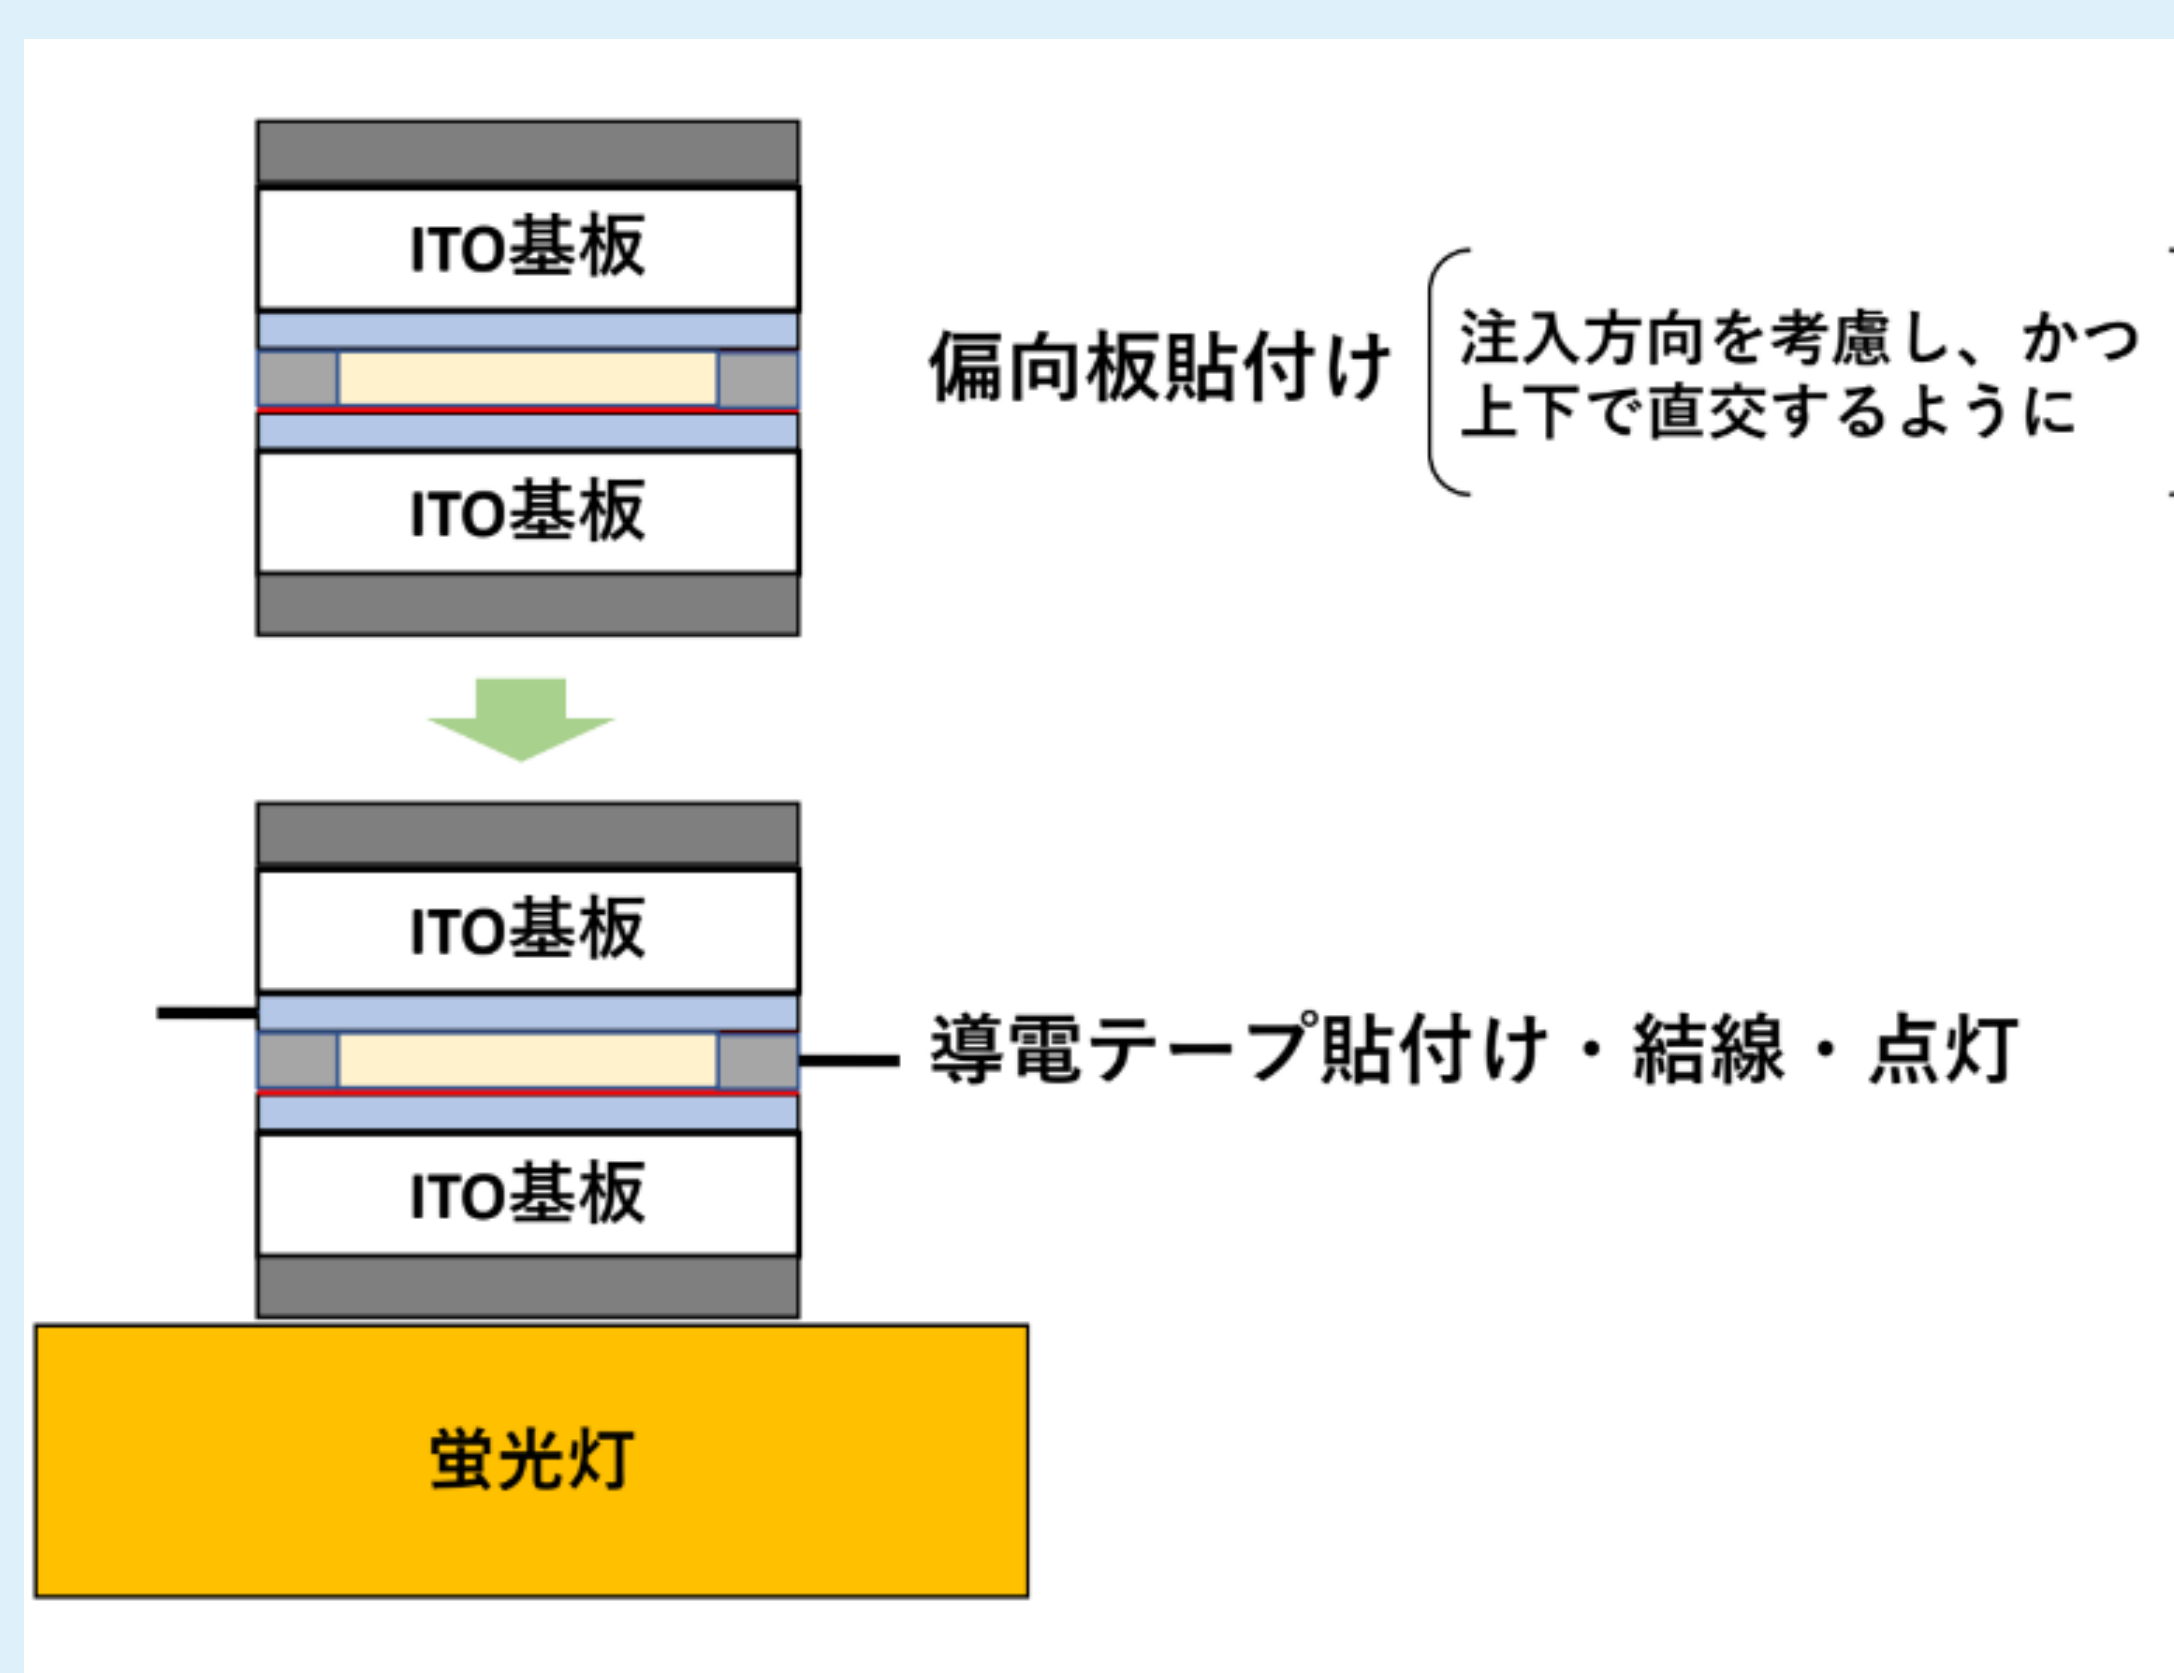 ITO基板
偏向板貼付け
注入方向を考慮し、かつ
上下で直交するように
ITO基板
ITO基板
導電テープ貼付け・結線・点灯
ITO基板
蛍光灯